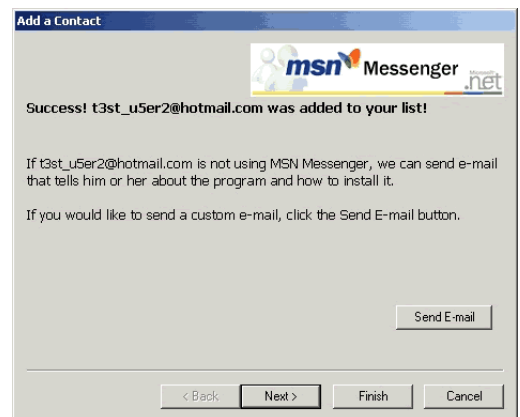 Add a Contact
msn Messenger
Microsoft
.net
Success! t3st_u5er2@hotmail.com was added to your list!
If t3st_u5er2@hotmail.com is not using MSN Messenger, we can send e-mail
that tells him or her about the program and how to install it.
If you would like to send a custom e-mail, click the Send E-mail button.
Send E-mail
< Back
Next >
Finish
Cancel